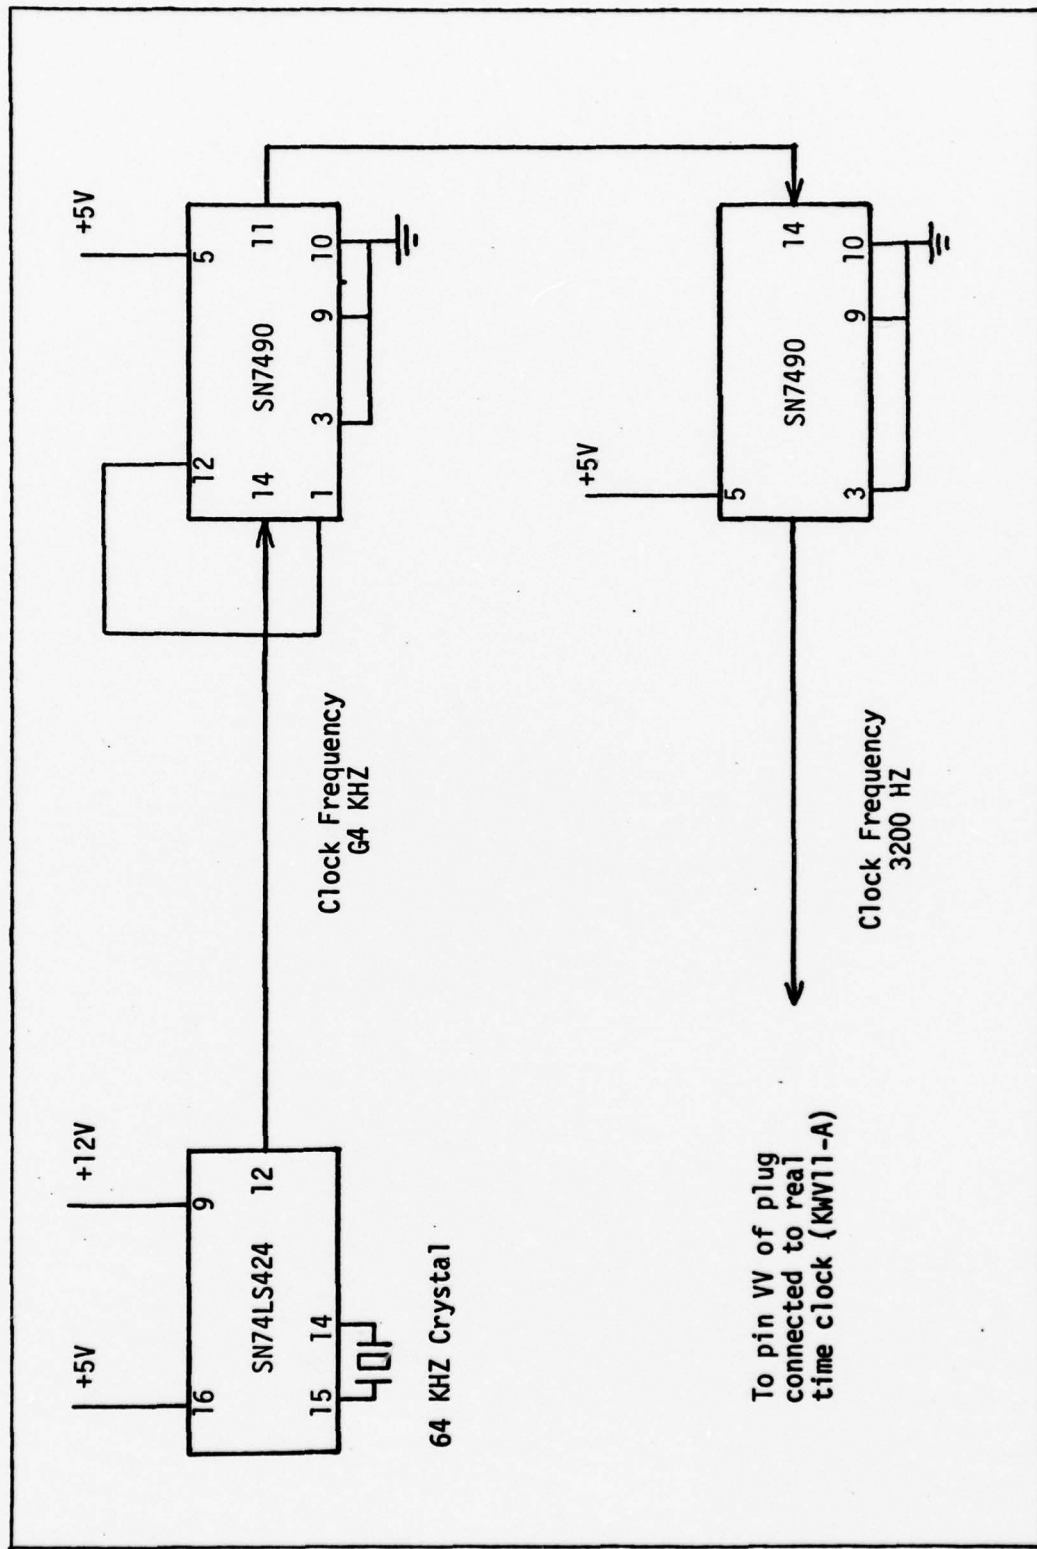 +5V
+12V
16
9
SN74LS424
12
15
14
64 KHZ Crystal
Clock Frequency
G4 KHZ
+5V
12
5
14
SN7490
11
1
3
9
10
+5V
5
SN7490
14
3
9
10
Clock Frequency
3200 HZ
To pin VV of plug
connected to real
time clock (KWV11-A)